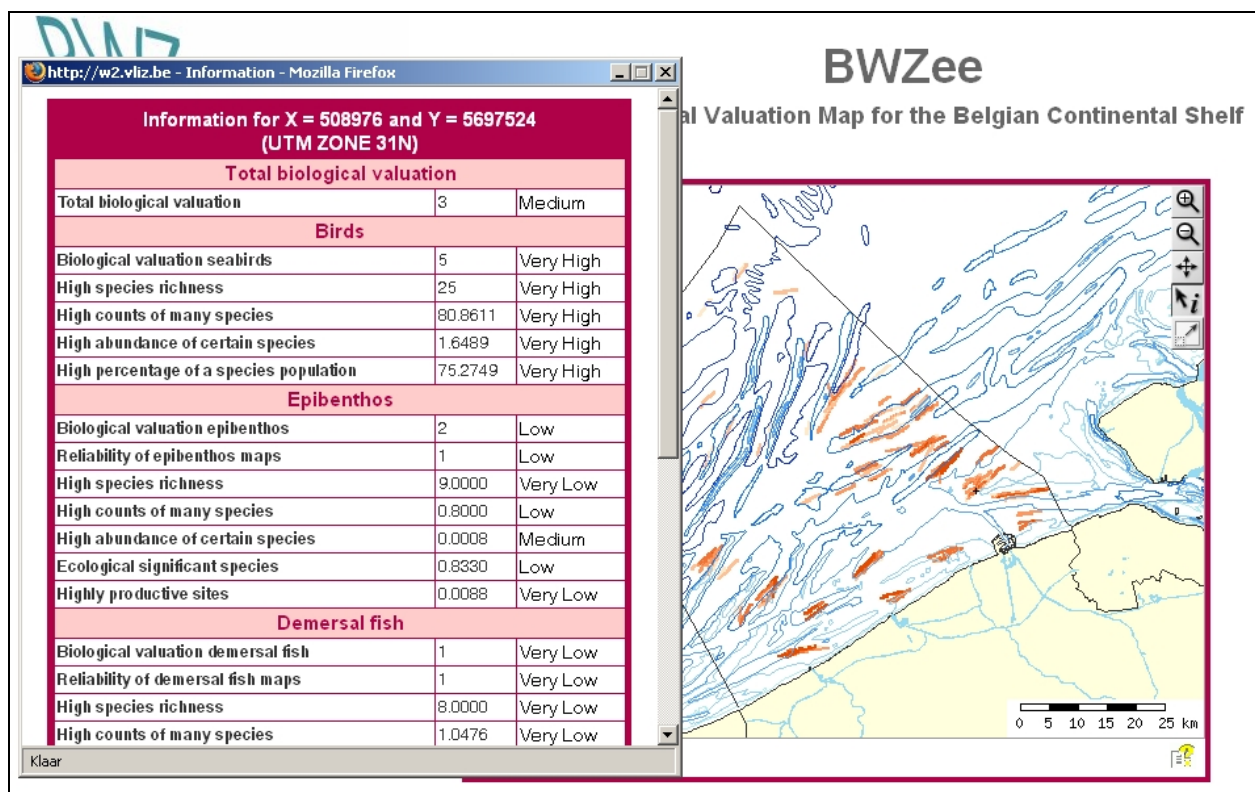 BWZ
http://w2.vliz.be - Information - Mozilla Firefox
BWZee
al Valuation Map for the Belgian Continental Shelf
Information for X = 508976 and Y = 5697524
(UTM ZONE 31N)
Total biological valuation
Total biological valuation 3 Medium
Birds
Biological valuation seabirds 5 Very High
High species richness 25 Very High
High counts of many species 80.8611 Very High
High abundance of certain species 1.6489 Very High
High percentage of a species population 75.2749 Very High
Epibenthos
Biological valuation epibenthos 2 Low
Reliability of epibenthos maps 1 Low
High species richness 9.0000 Very Low
High counts of many species 0.8000 Low
High abundance of certain species 0.0008 Medium
Ecological significant species 0.8330 Low
Highly productive sites 0.0088 Very Low
Demersal fish
Biological valuation demersal fish 1 Very Low
Reliability of demersal fish maps 1 Very Low
High species richness 8.0000 Very Low
High counts of many species 1.0476 Very Low
Klaar
i
0 5 10 15 20 25 km